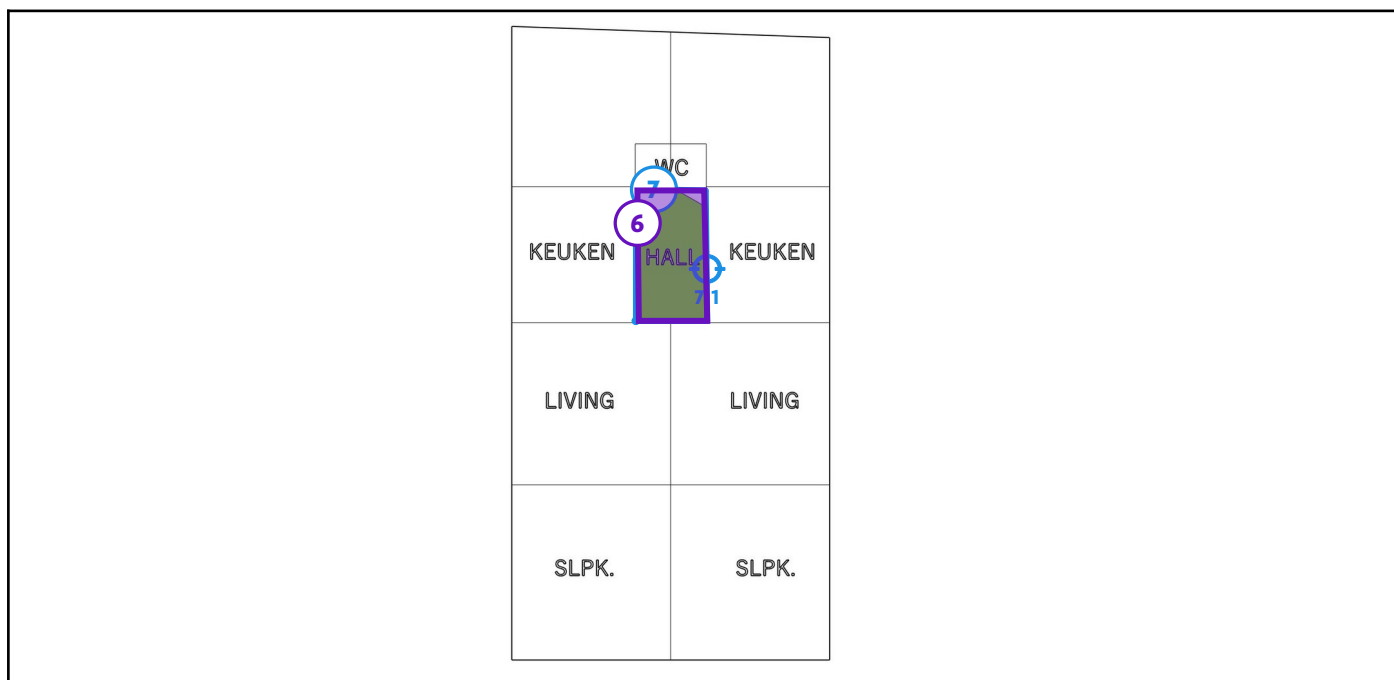 WC
7
6
KEUKEN
HALL
KEUKEN
7.1
LIVING
LIVING
SLPK.
SLPK.